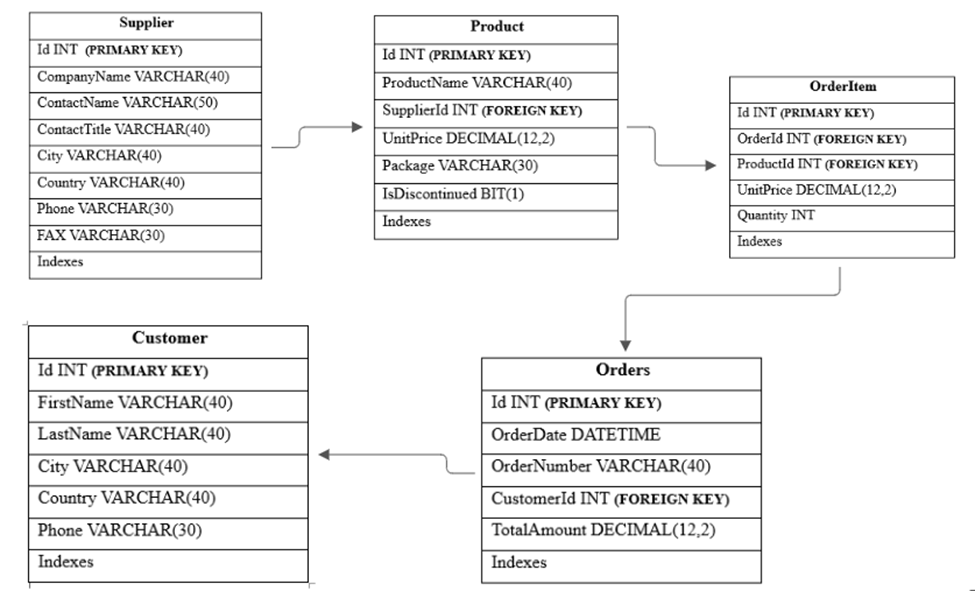 Supplier
Id INT (PRIMARY KEY)
CompanyName VARCHAR(40)
ContactName VARCHAR(50)
ContactTitle VARCHAR(40)
City VARCHAR(40)
Country VARCHAR(40)
Phone VARCHAR(30)
FAX VARCHAR(30)
Indexes
Product
Id INT (PRIMARY KEY)
ProductName VARCHAR(40)
SupplierId INT (FOREIGN KEY)
UnitPrice DECIMAL(12,2)
Package VARCHAR(30)
IsDiscontinued BIT(1)
Indexes
OrderItem
Id INT (PRIMARY KEY)
OrderId INT (FOREIGN KEY)
ProductId INT (FOREIGN KEY)
UnitPrice DECIMAL(12,2)
Quantity INT
Indexes
Customer
Id INT (PRIMARY KEY)
FirstName VARCHAR(40)
LastName VARCHAR(40)
City VARCHAR(40)
Country VARCHAR(40)
Phone VARCHAR(30)
Indexes
Orders
Id INT (PRIMARY KEY)
OrderDate DATETIME
OrderNumber VARCHAR(40)
CustomerId INT (FOREIGN KEY)
TotalAmount DECIMAL(12,2)
Indexes